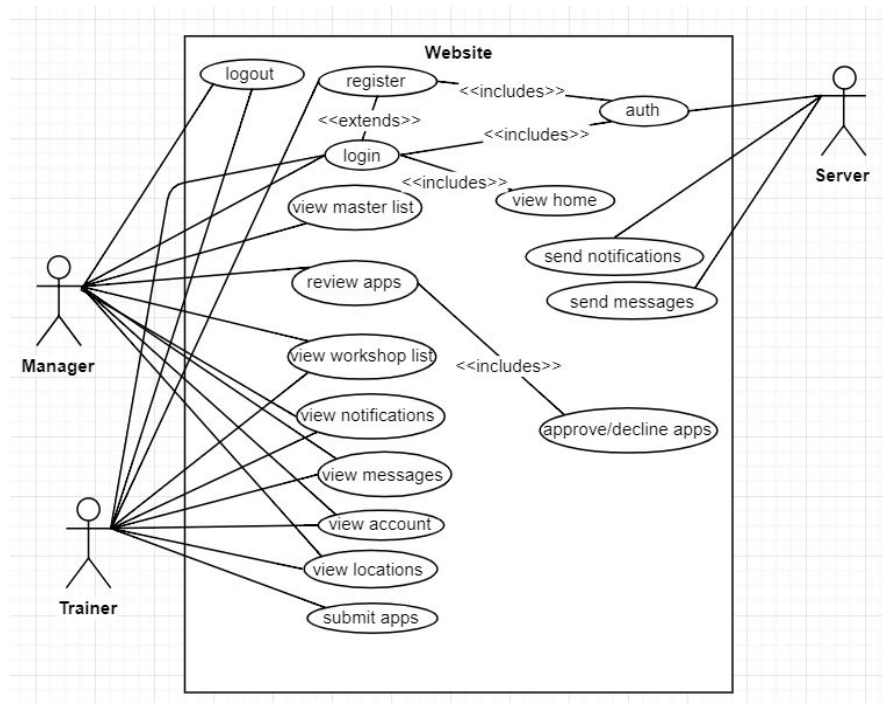 Website
logout
register
<<includes>>
auth
<<extends>>
<<includes>>
login
<<includes>>
view home
Server
view master list
send notifications
review apps
send messages
Manager
view workshop list
<<includes>>
view notifications
approve/decline apps
view messages
view account
view locations
Trainer
submit apps